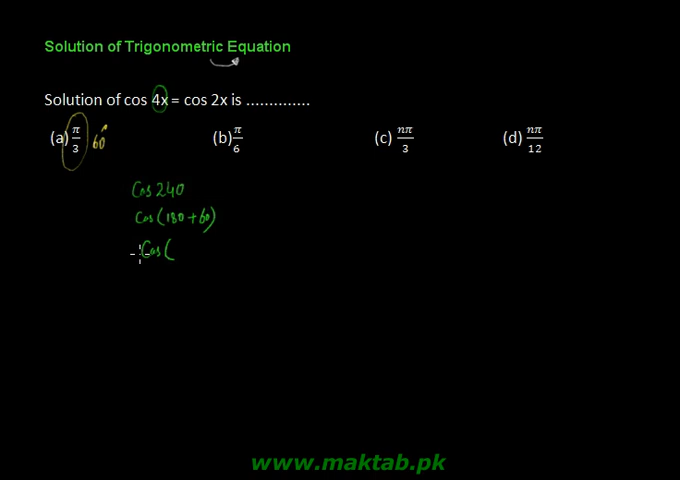 Solution of Trigonometric Equation
Solution of cos 4x = cos 2x is ..............
(a) π/3 60° (b) π/6 (c) nπ/3 (d) nπ/12
Cos 240
Cos (180 + 60)
- Cos (
www.maktab.pk